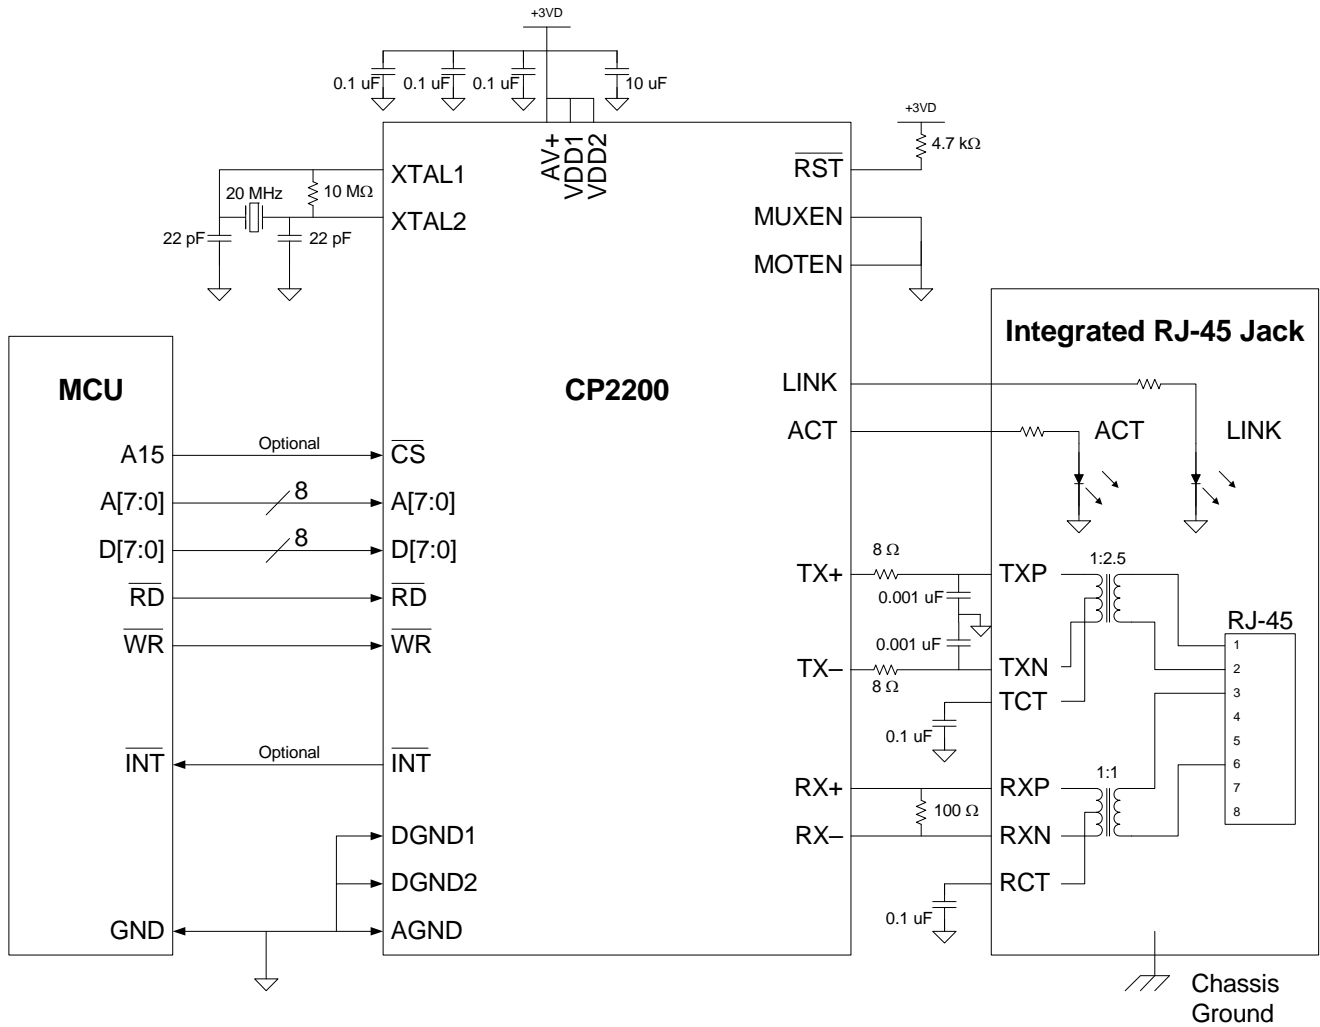 +3VD
0.1 uF
0.1 uF
0.1 uF
10 uF
AV+
VDD1
VDD2
+3VD
4.7 kΩ
XTAL1
RST
20 MHz
10 MΩ
XTAL2
MUXEN
22 pF
22 pF
MOTEN
Integrated RJ-45 Jack
MCU
CP2200
LINK
ACT
ACT
LINK
A15
Optional
CS
A[7:0]
8
A[7:0]
D[7:0]
8
D[7:0]
8 Ω
1:2.5
TX+
TXP
0.001 uF
RD
RD
RJ-45
WR
WR
0.001 uF
1
2
3
4
5
6
7
8
TX–
8 Ω
TXN
TCT
0.1 uF
INT
Optional
INT
1:1
RX+
RXP
100 Ω
DGND1
RX–
RXN
DGND2
RCT
0.1 uF
GND
AGND
Chassis
Ground